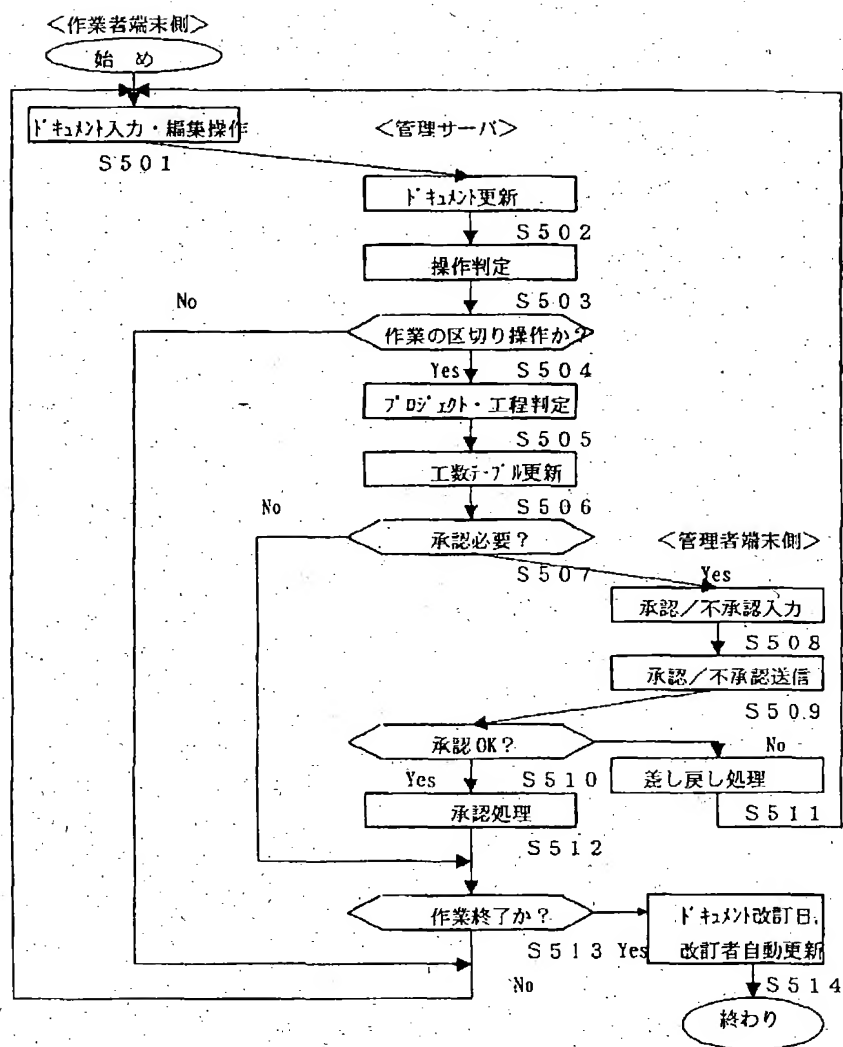 <作業者端末側>
始 め
ドキュメント入力・編集操作
<管理サーバ>
S501
ドキュメント更新
S502
操作判定
S503
No
作業の区切り操作か?
Yes
S504
プロジェクト・工程判定
S505
工数テーブル更新
S506
No
承認必要?
<管理者端末側>
S507
Yes
承認/不承認入力
S508
承認/不承認送信
S509
承認OK?
No
Yes
S510
差し戻し処理
承認処理
S511
S512
作業終了か?
ドキュメント改訂日,
改訂者自動更新
S513
Yes
No
S514
終わり